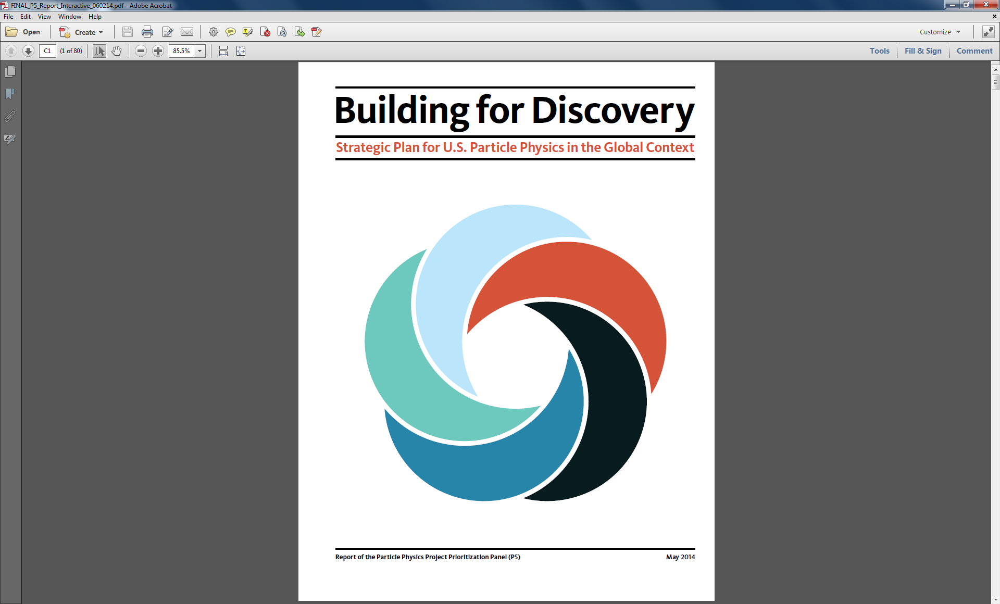 FINAL_P5_Report_Interactive_060214.pdf - Adobe Acrobat
File Edit View Window Help
Open Create Customize
C1 (1 of 80) 85.5% Tools Fill & Sign Comment
Building for Discovery
Strategic Plan for U.S. Particle Physics in the Global Context
Report of the Particle Physics Project Prioritization Panel (P5) May 2014